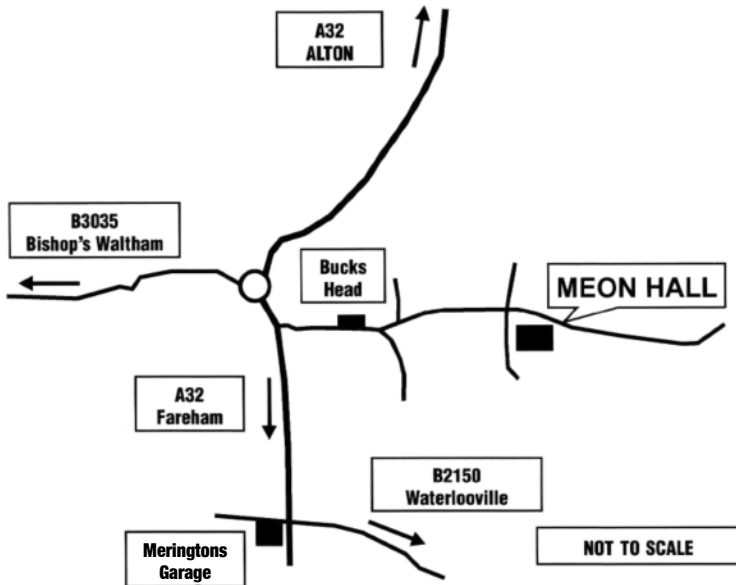 A32
ALTON
B3035
Bishop's Waltham
Bucks
Head
MEON HALL
A32
Fareham
B2150
Waterlooville
Meringtons
Garage
NOT TO SCALE